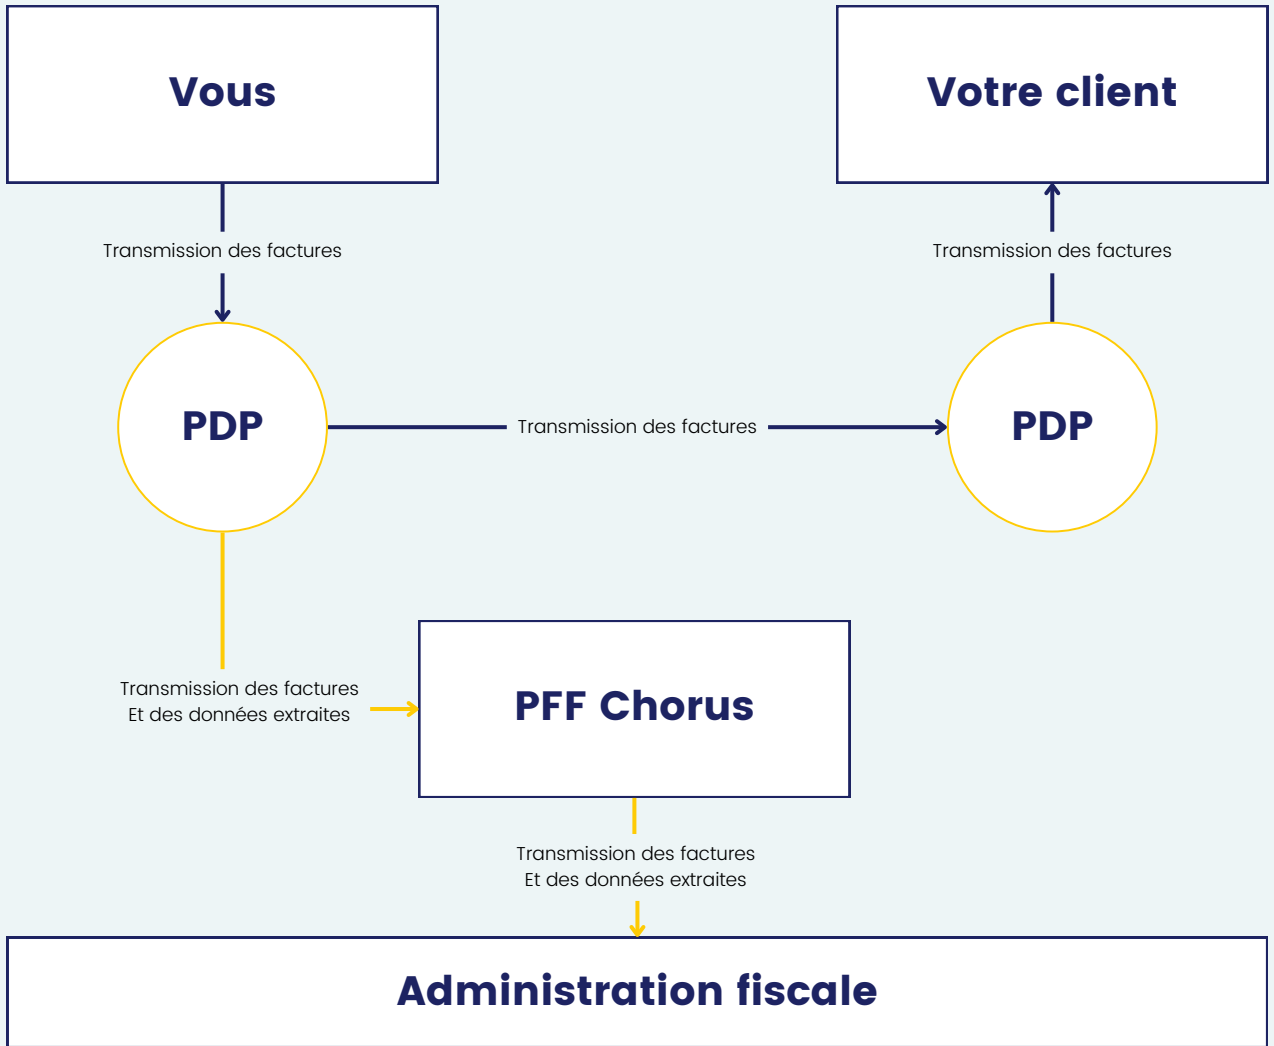 Vous
Votre client
Transmission des factures
Transmission des factures
PDP
Transmission des factures
PDP
Transmission des factures
Et des données extraites
PFF Chorus
Transmission des factures
Et des données extraites
Administration fiscale